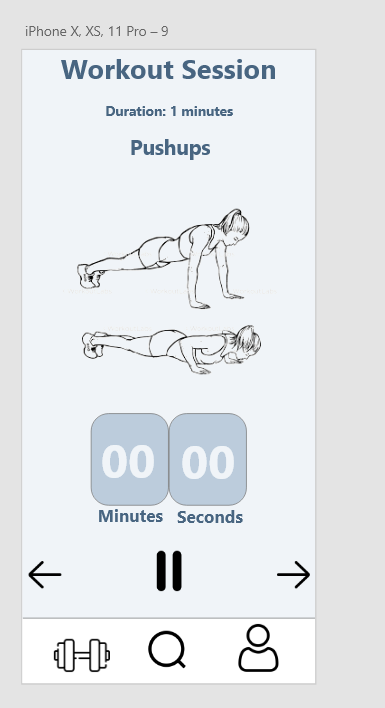 iPhone X, XS, 11 Pro – 9
Workout Session
Duration: 1 minutes
Pushups
00 00
Minutes Seconds